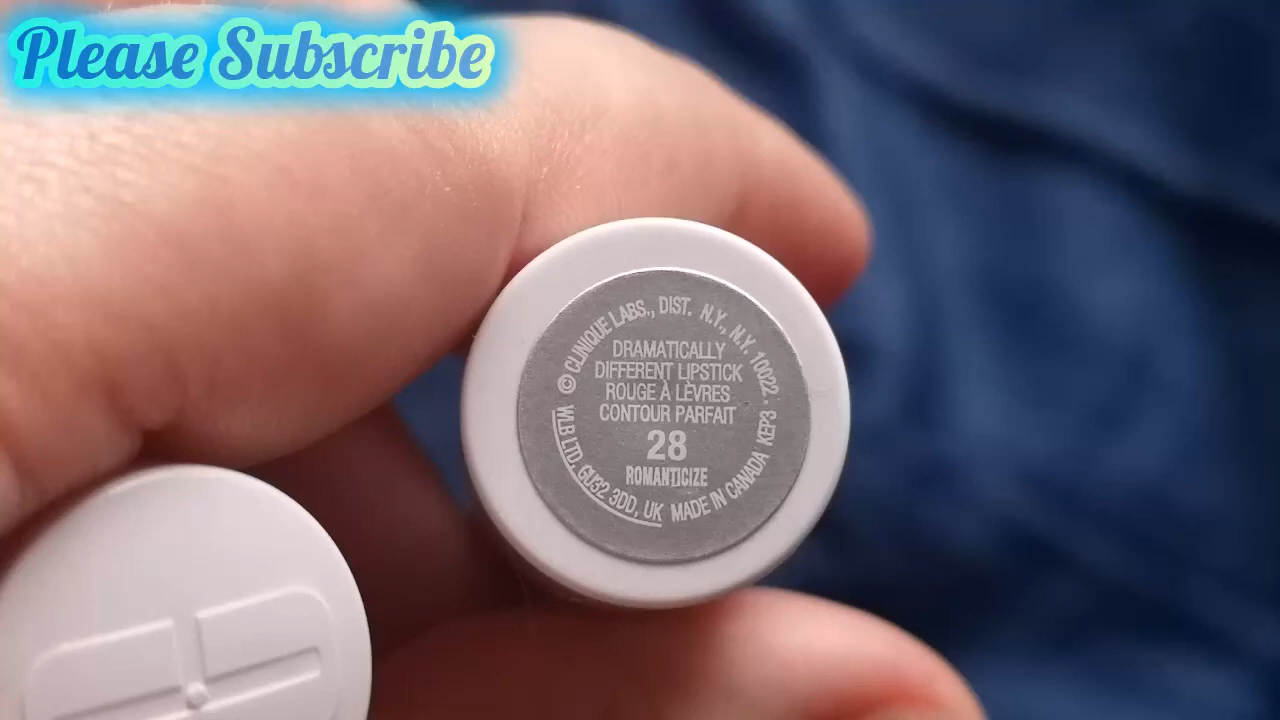 Please Subscribe
© CLINIQUE LABS., DIST. N.Y., N.Y. 10022 .
DRAMATICALLY
DIFFERENT LIPSTICK
ROUGE À LÈVRES
CONTOUR PARFAIT
28
ROMANTICIZE
WLB LTD, GU32 3DD, UK MADE IN CANADA KEP3